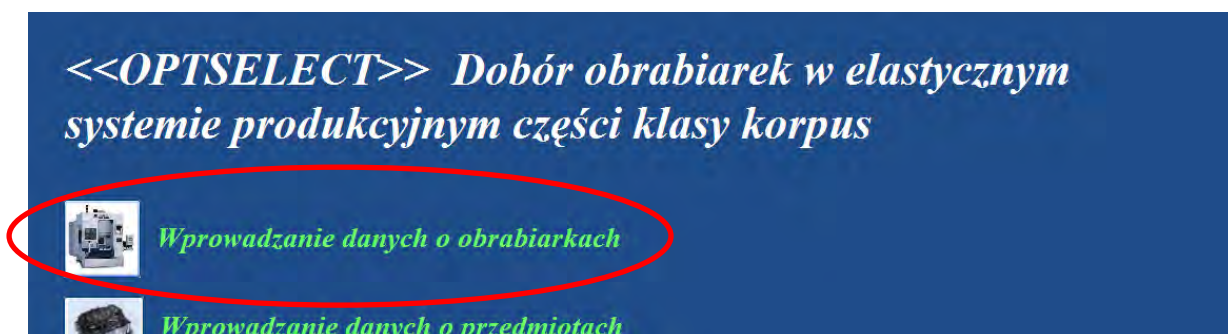 <<OPTSELECT>> Dobór obrabiarek w elastycznym
systemie produkcyjnym części klasy korpus
Wprowadzanie danych o obrabiarkach
Wprowadzanie danych o przedmiotach